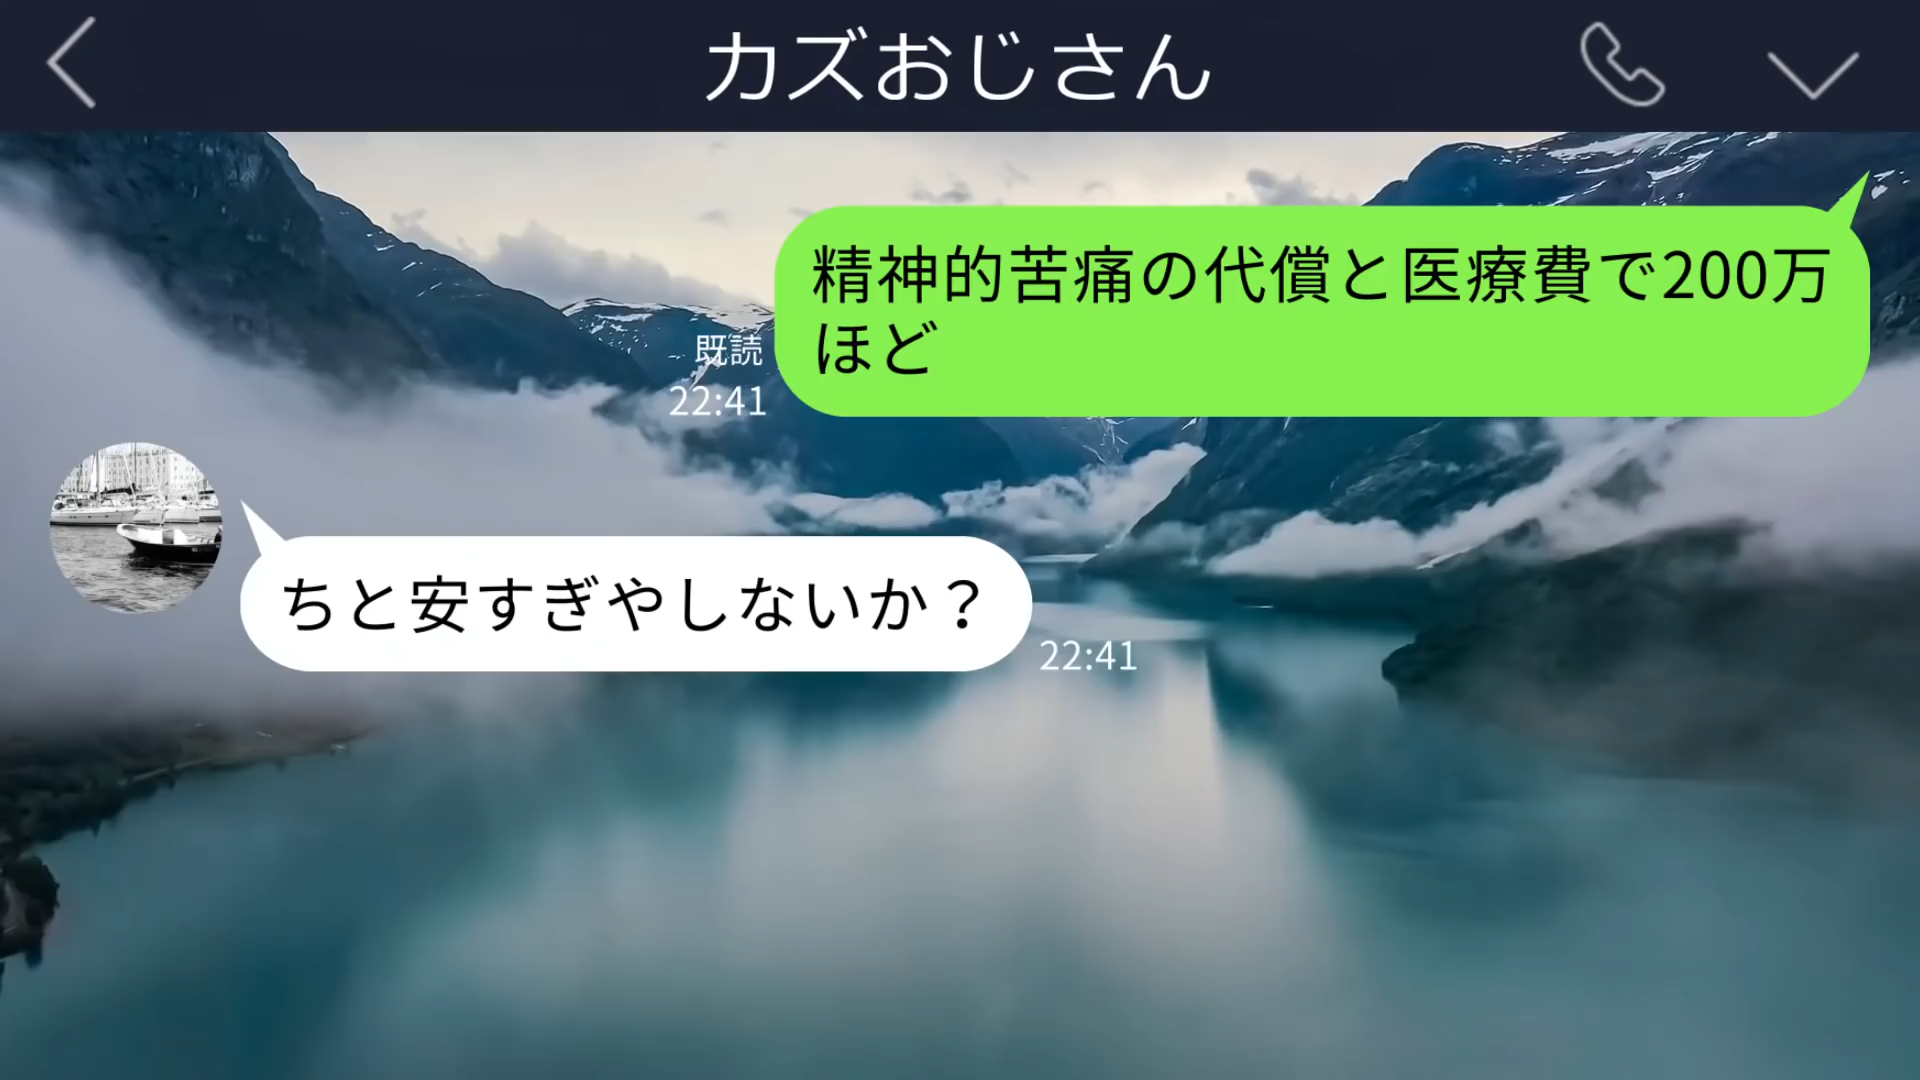 カズおじさん
精神的苦痛の代償と医療費で200万
ほど
既読
22:41
ちと安すぎやしないか？
22:41